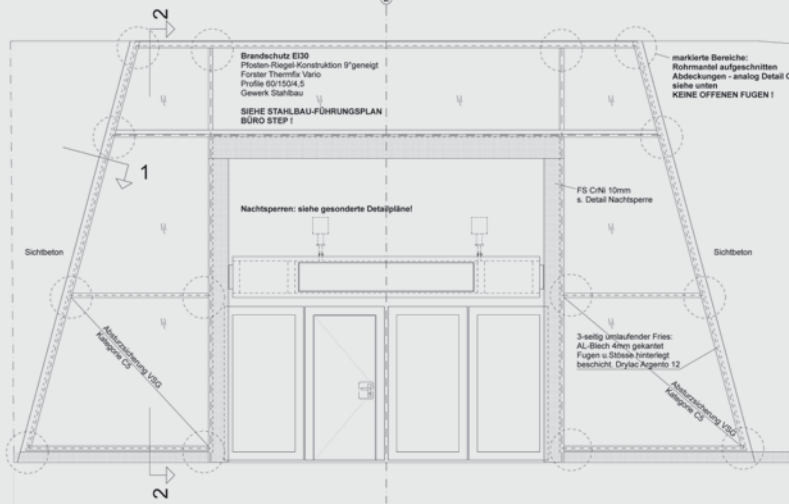 2
Brandschutz EI30
Pfosten-Riegel-Konstruktion 9°geneigt
Forster Thermfix Vario
Profile 60/150/4,5
Gewerk Stahlbau
SIEHE STAHLBAU-FÜHRUNGSPLAN
BÜRO STEP !
markierte Bereiche:
Rohrmantel aufgeschnitten
Abdeckungen - analog Detail
siehe unten
KEINE OFFENEN FUGEN !
1
FS CrNi 10mm
s. Detail Nachtsperre
Nachtsperren: siehe gesonderte Detailpläne!
Sichtbeton
Sichtbeton
3-seitig umlaufender Fries:
AL-Blech 4mm gekantet
Fugen u.Stösse hinterlegt
beschicht. Drylac Argento 12
Absturzsicherung VSG
Kategorie C5
Absturzsicherung VSG
Kategorie C5
2